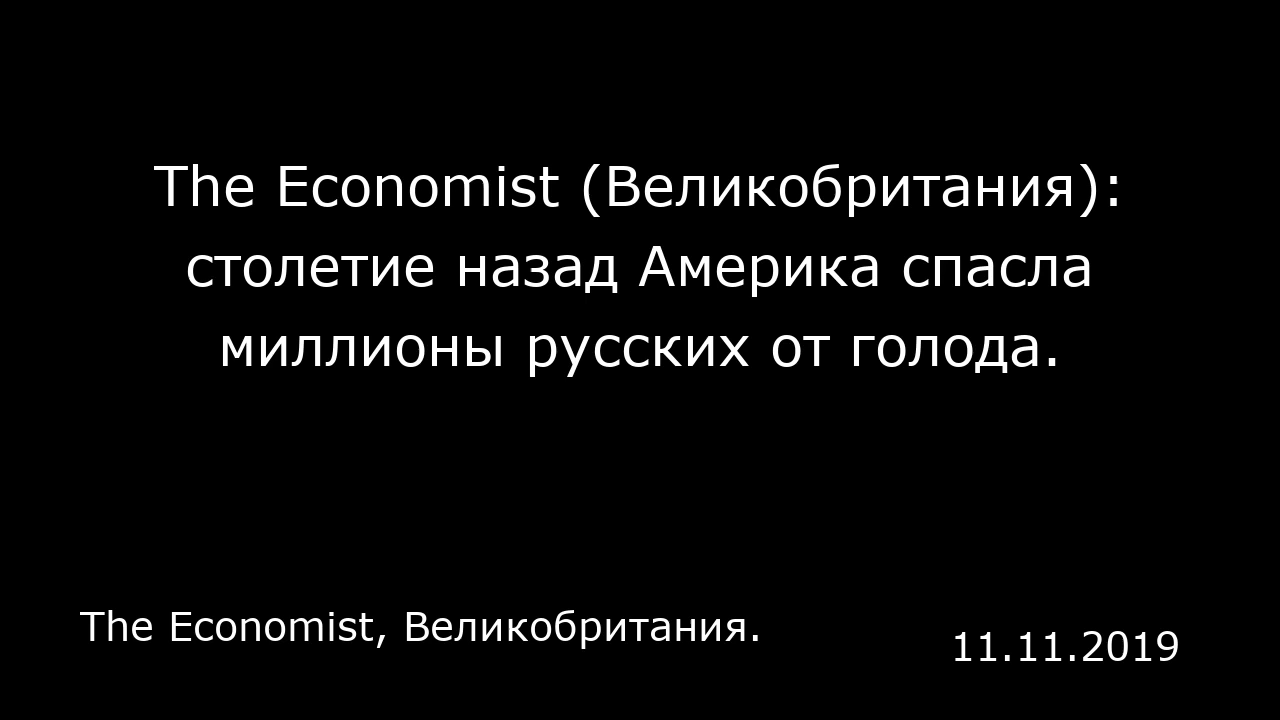 The Economist (Великобритания):
столетие назад Америка спасла
миллионы русских от голода.
The Economist, Великобритания.
11.11.2019